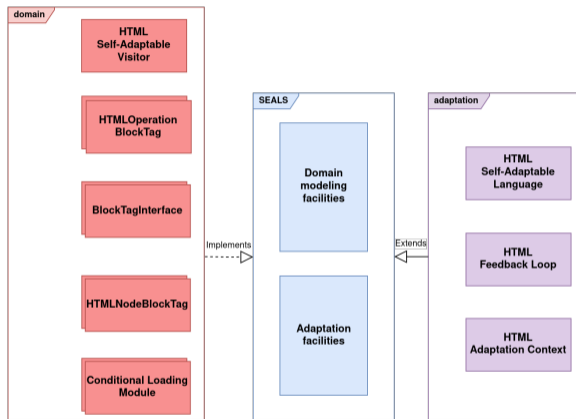 domain
HTML
Self-Adaptable
Visitor
HTMLOperation
BlockTag
BlockTagInterface
HTMLNodeBlockTag
Conditional Loading
Module
Implements
SEALS
Domain
modeling
facilities
Adaptation
facilities
Extends
adaptation
HTML
Self-Adaptable
Language
HTML
Feedback Loop
HTML
Adaptation Context